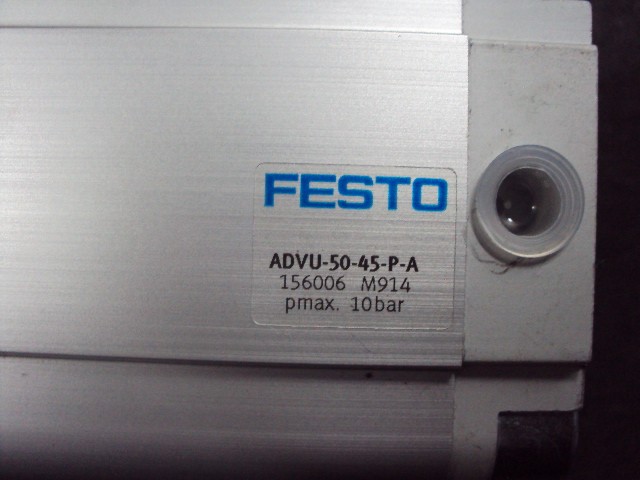 FESTO
ADVU-50-45-P-A
156006 M914
pmax. 10bar